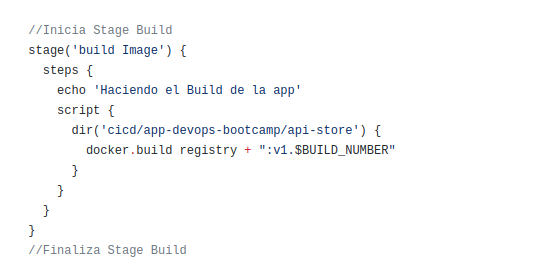 //Inicia Stage Build
stage('build Image') {
  steps {
    echo 'Haciendo el Build de la app'
    script {
      dir('cicd/app-devops-bootcamp/api-store') {
        docker.build registry + ":v1.$BUILD_NUMBER"
      }
    }
  }
}
//Finaliza Stage Build